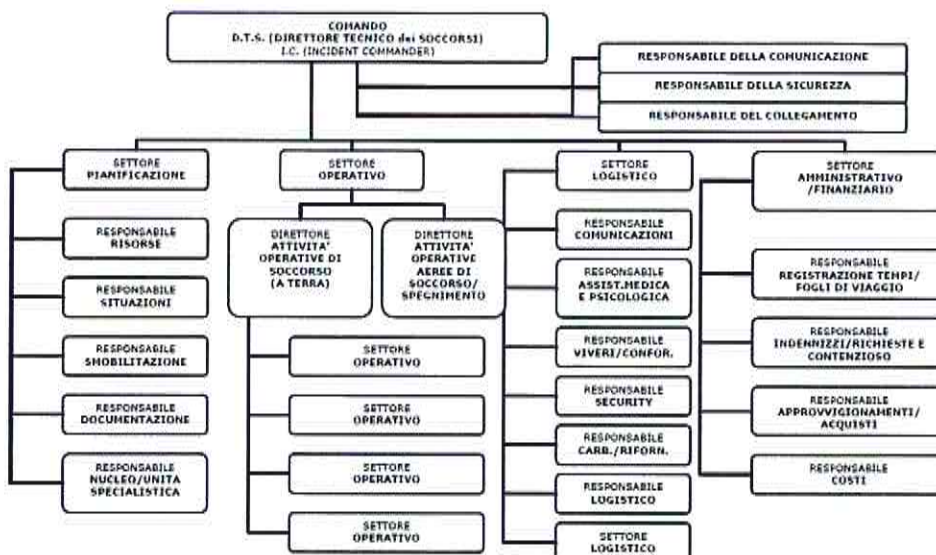 COMANDO
D.T.S. (DIRETTORE TECNICO dei SOCCORSI)
I.C. (INCIDENT COMMANDER)
RESPONSABILE DELLA COMUNICAZIONE
RESPONSABILE DELLA SICUREZZA
RESPONSABILE DEL COLLEGAMENTO
SETTORE
PIANIFICAZIONE
RESPONSABILE
RISORSE
RESPONSABILE
SITUAZIONI
RESPONSABILE
SMOBILITAZIONE
RESPONSABILE
DOCUMENTAZIONE
RESPONSABILE
NUCLEO/UNITA
SPECIALISTICA
SETTORE
OPERATIVO
DIRETTORE
ATTIVITA'
OPERATIVE DI
SOCCORSO
(A TERRA)
DIRETTORE
ATTIVITA'
OPERATIVE
AEREE DI
SOCCORSO/
SPEGNIMENTO
SETTORE
OPERATIVO
SETTORE
OPERATIVO
SETTORE
OPERATIVO
SETTORE
OPERATIVO
SETTORE
LOGISTICO
RESPONSABILE
COMUNICAZIONI
RESPONSABILE
ASSIST.MEDICA
E PSICOLOGICA
RESPONSABILE
VIVERI/CONFOR.
RESPONSABILE
SECURITY
RESPONSABILE
CARB./RIFORN.
RESPONSABILE
LOGISTICO
SETTORE
LOGISTICO
SETTORE
AMMINISTRATIVO
/FINANZIARIO
RESPONSABILE
REGISTRAZIONE TEMPI/
FOGLI DI VIAGGIO
RESPONSABILE
INDENNIZZI/RICHIESTE E
CONTENZIOSO
RESPONSABILE
APPROVVIGIONAMENTI/
ACQUISTI
RESPONSABILE
COSTI